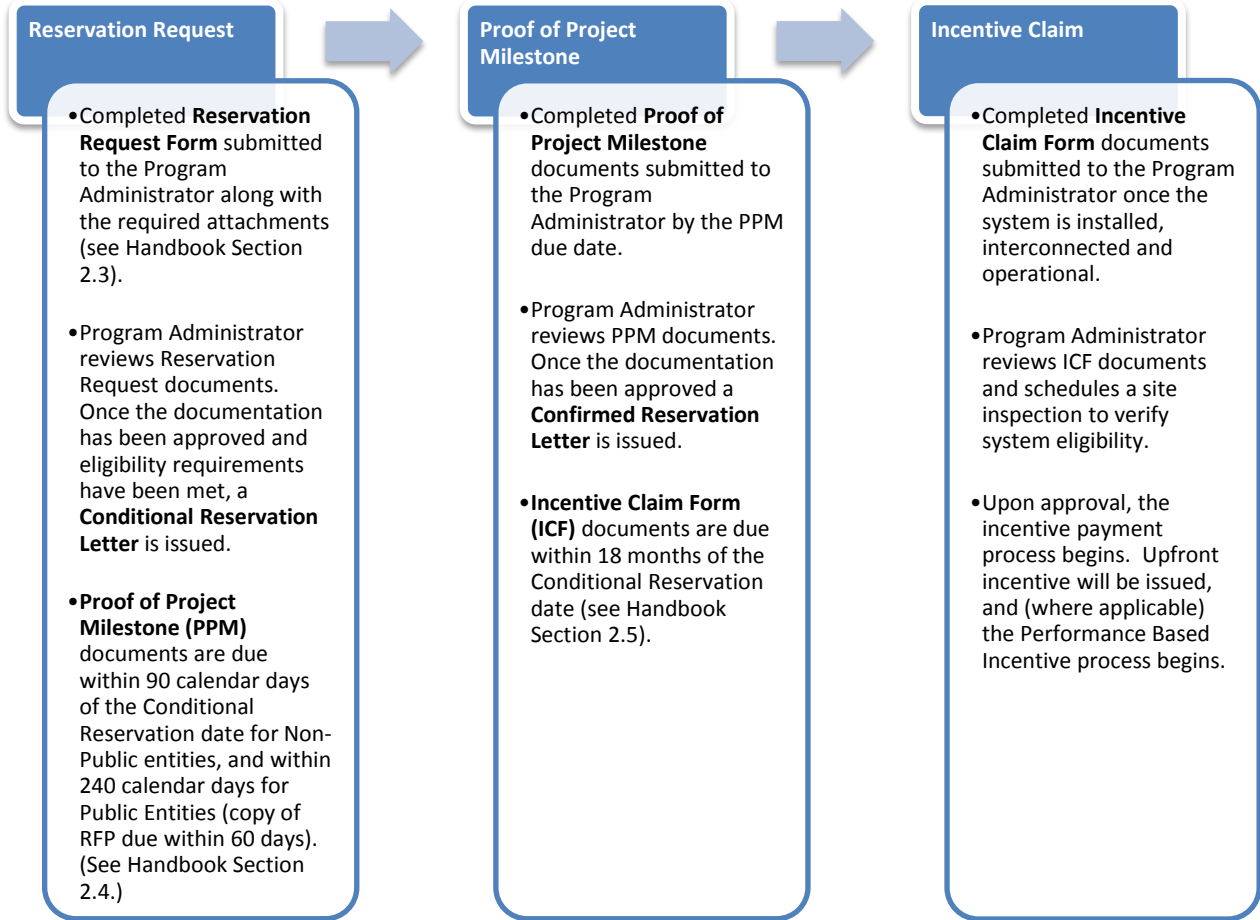 Reservation Request
•Completed Reservation
Request Form submitted
to the Program
Administrator along with
the required attachments
(see Handbook Section
2.3).
•Program Administrator
reviews Reservation
Request documents.
Once the documentation
has been approved and
eligibility requirements
have been met, a
Conditional Reservation
Letter is issued.
•Proof of Project
Milestone (PPM)
documents are due
within 90 calendar days
of the Conditional
Reservation date for Non-
Public entities, and within
240 calendar days for
Public Entities (copy of
RFP due within 60 days).
(See Handbook Section
2.4.)
Proof of Project
Milestone
•Completed Proof of
Project Milestone
documents submitted to
the Program
Administrator by the PPM
due date.
•Program Administrator
reviews PPM documents.
Once the documentation
has been approved a
Confirmed Reservation
Letter is issued.
•Incentive Claim Form
(ICF) documents are due
within 18 months of the
Conditional Reservation
date (see Handbook
Section 2.5).
Incentive Claim
•Completed Incentive
Claim Form documents
submitted to the Program
Administrator once the
system is installed,
interconnected and
operational.
•Program Administrator
reviews ICF documents
and schedules a site
inspection to verify
system eligibility.
•Upon approval, the
incentive payment
process begins.  Upfront
incentive will be issued,
and (where applicable)
the Performance Based
Incentive process begins.